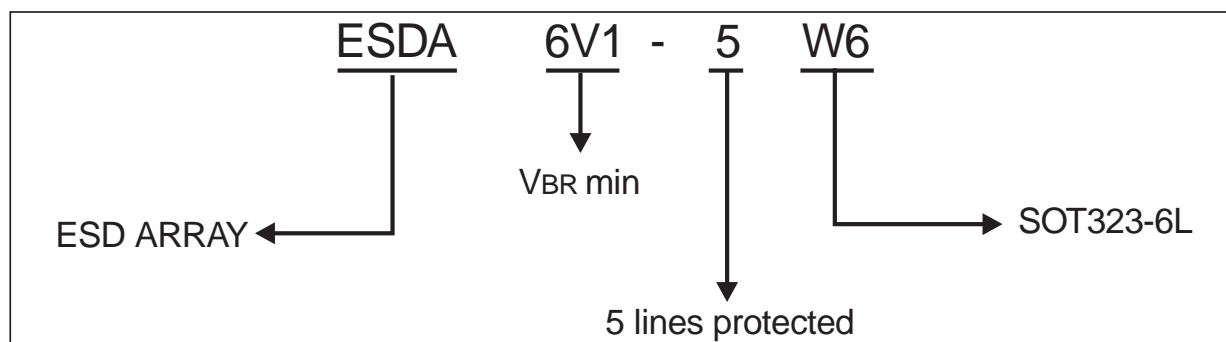 ESDA 6V1 - 5 W6
VBR min
ESD ARRAY
SOT323-6L
5 lines protected